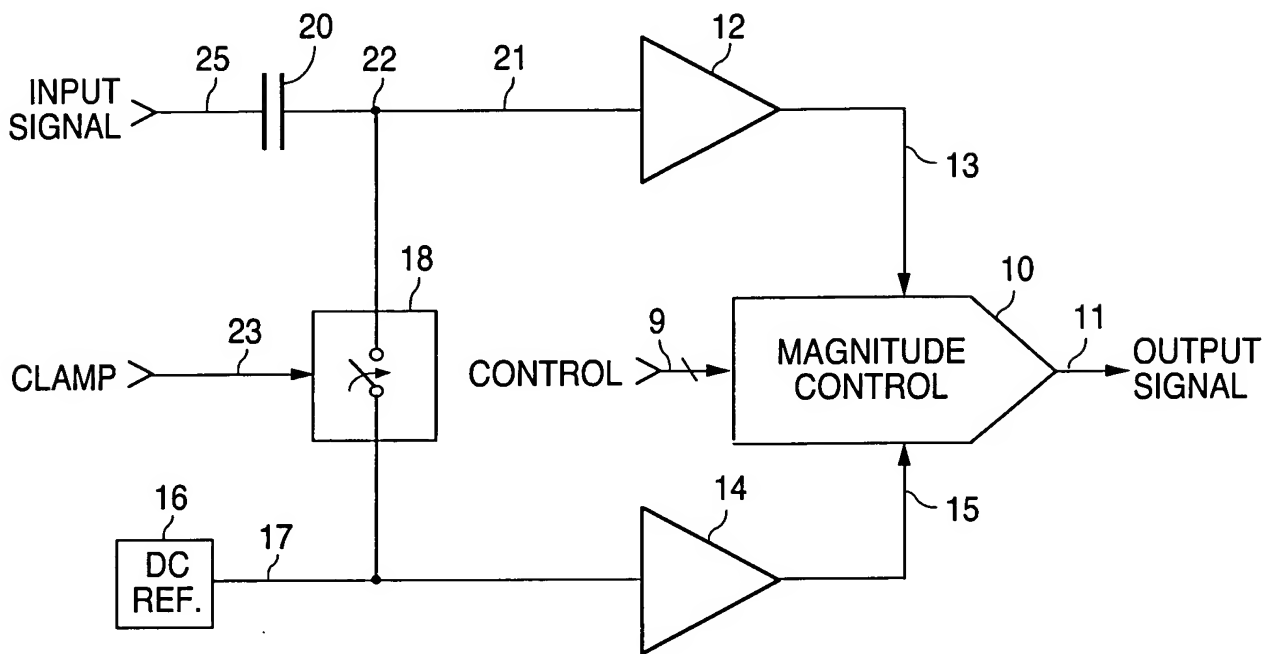 20
12
25
22
21
INPUT
SIGNAL
13
18
10
23
9
11
CLAMP
CONTROL
MAGNITUDE
CONTROL
OUTPUT
SIGNAL
16
17
14
15
DC
REF.